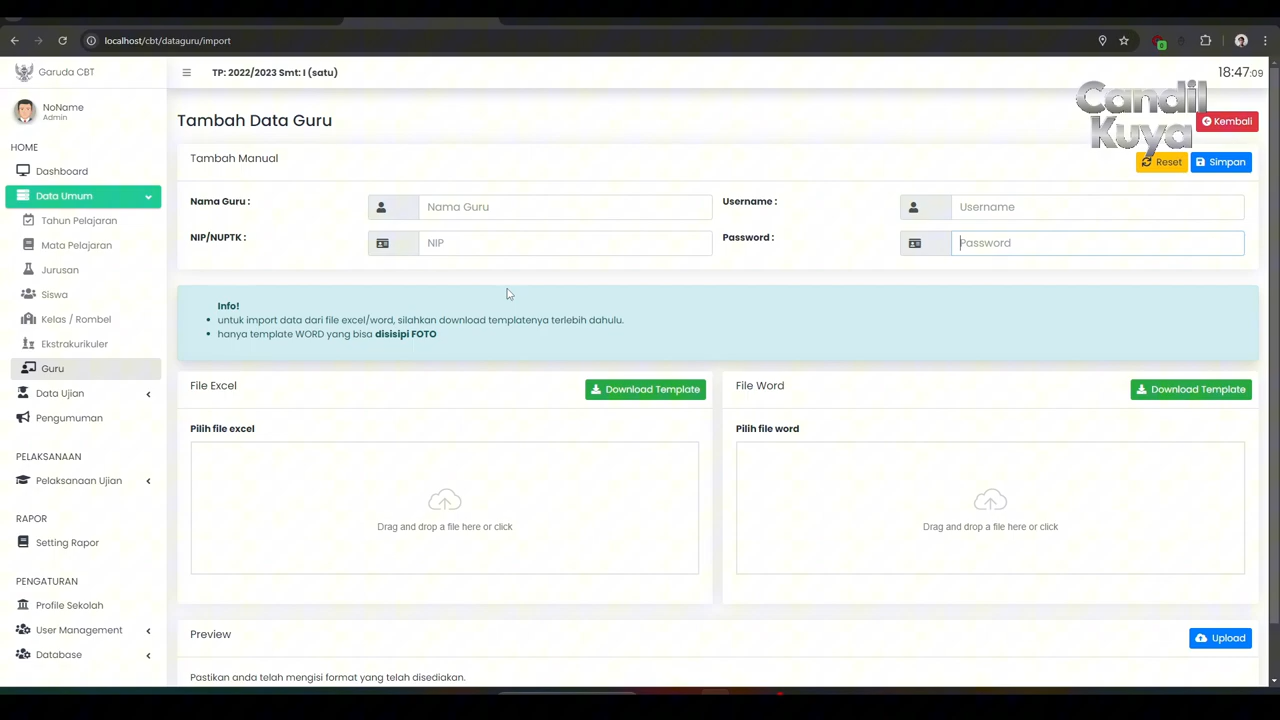 localhost/cbt/dataguru/import
Garuda CBT
TP: 2022/2023 Smt: I (satu)
18:47:09
NoName
Admin
Candil
Kuya
Tambah Data Guru
Kembali
HOME
Dashboard
Data Umum
Tahun Pelajaran
Mata Pelajaran
Jurusan
Siswa
Kelas / Rombel
Ekstrakurikuler
Guru
Data Ujian
Pengumuman
PELAKSANAAN
Pelaksanaan Ujian
RAPOR
Setting Rapor
PENGATURAN
Profile Sekolah
User Management
Database
Tambah Manual
Reset
Simpan
Nama Guru :
Nama Guru
Username :
Username
NIP/NUPTK :
NIP
Password :
Password
Info!
untuk import data dari file excel/word, silahkan download templatenya terlebih dahulu.
hanya template WORD yang bisa disisipi FOTO
File Excel
Download Template
File Word
Download Template
Pilih file excel
Drag and drop a file here or click
Pilih file word
Drag and drop a file here or click
Preview
Upload
Pastikan anda telah mengisi format yang telah disediakan.